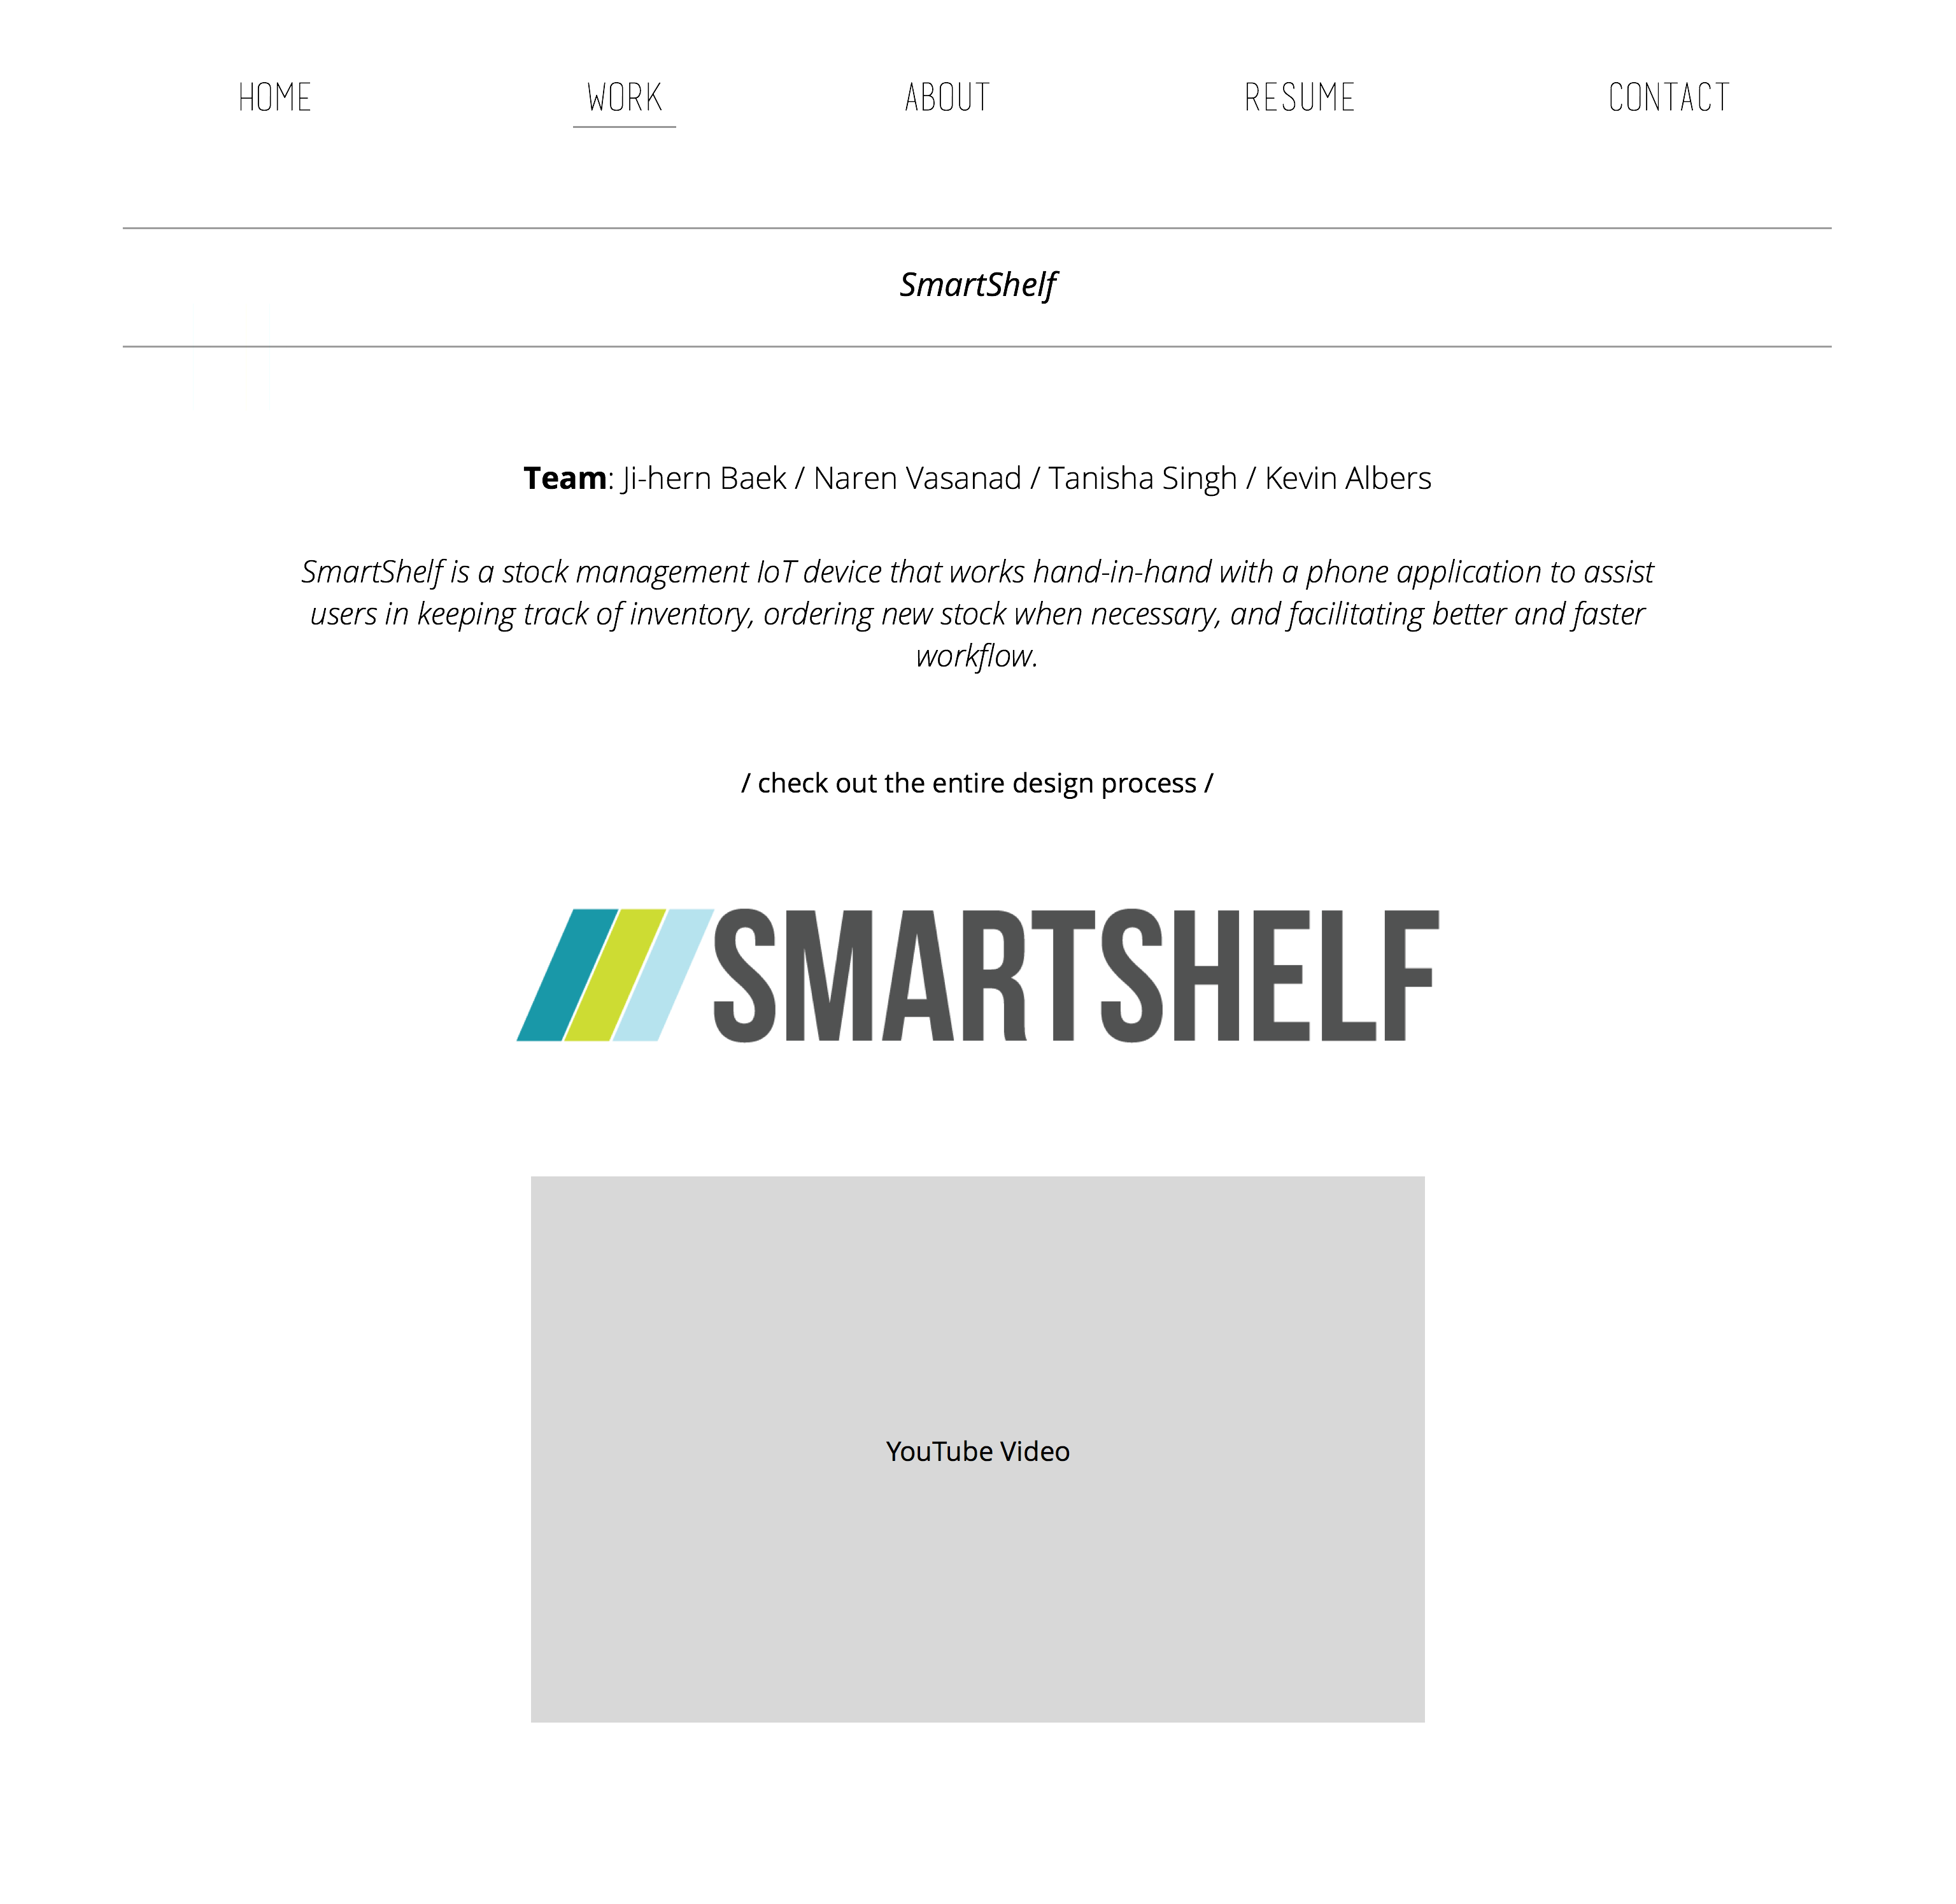 HOME WORK ABOUT RESUME CONTACT
SmartShelf
Team: Ji-hern Baek / Naren Vasanad / Tanisha Singh / Kevin Albers
SmartShelf is a stock management IoT device that works hand-in-hand with a phone application to assist
users in keeping track of inventory, ordering new stock when necessary, and facilitating better and faster
workflow.
/ check out the entire design process /
SMARTSHELF
YouTube Video